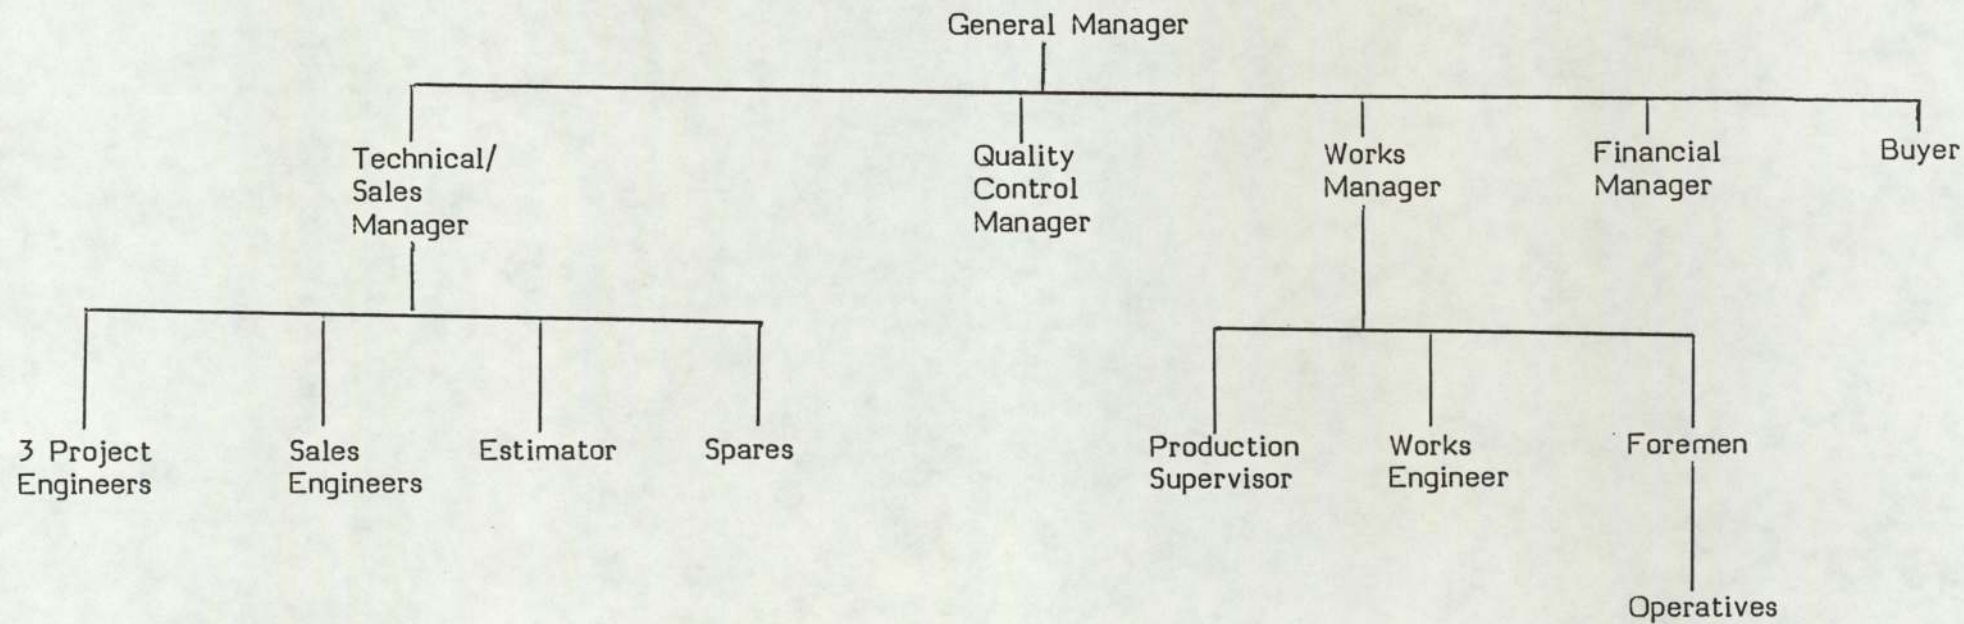 General Manager
Technical/
Sales
Manager
Quality
Control
Manager
Works
Manager
Financial
Manager
Buyer
3 Project
Engineers
Sales
Engineers
Estimator
Spares
Production
Supervisor
Works
Engineer
Foremen
Operatives